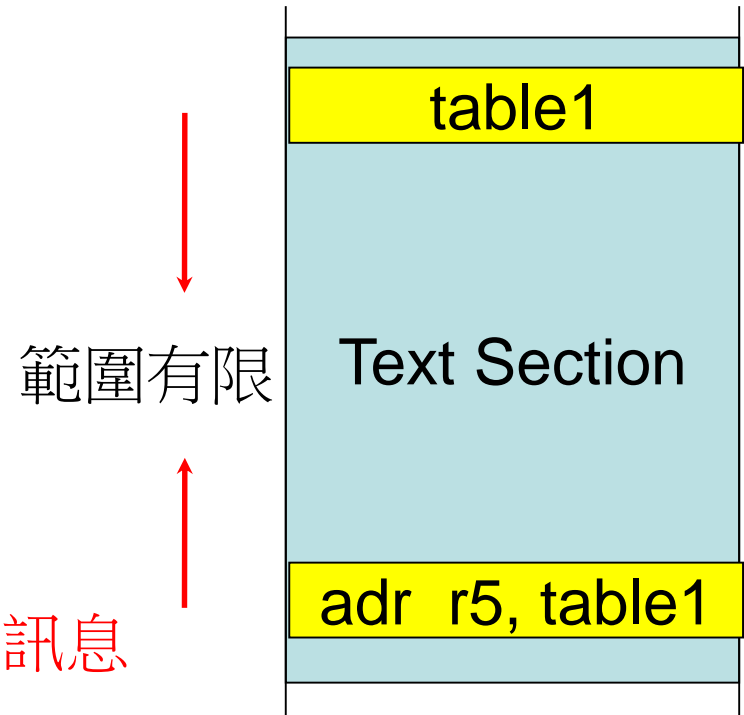 table1
範圍有限
Text Section
adr r5, table1
訊息